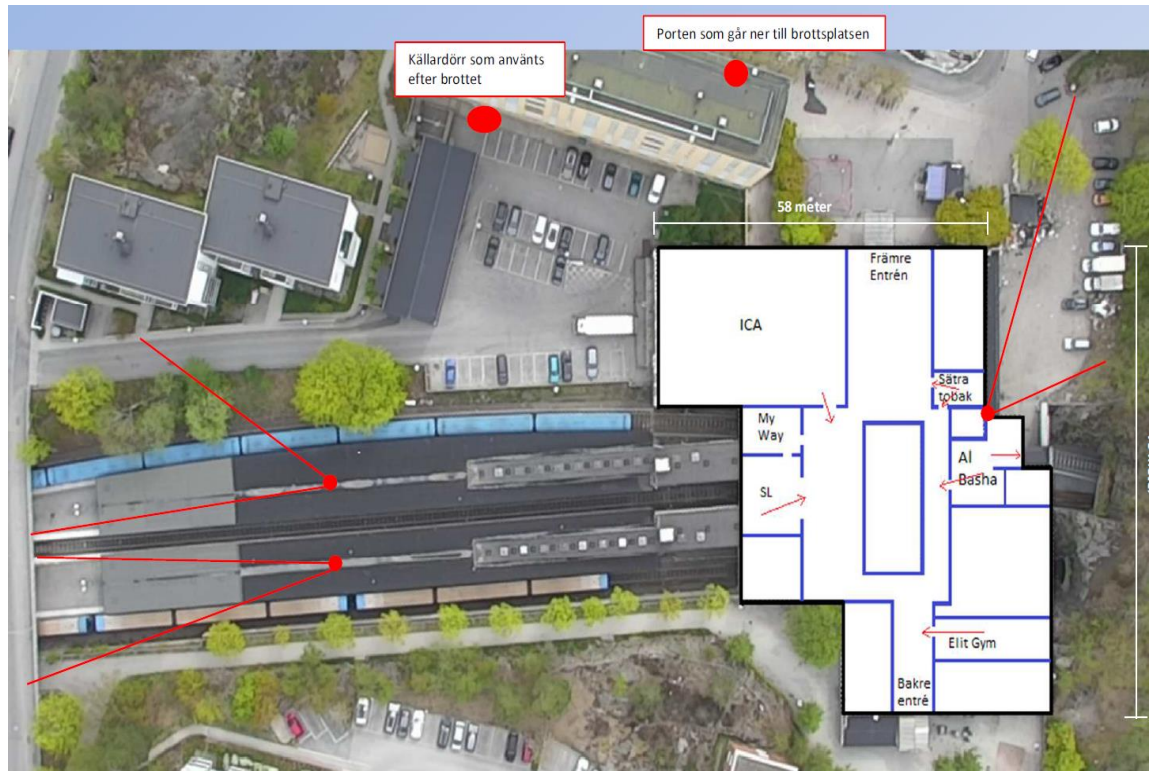 Porten som går ner till brottsplatsen
Källardörr som använts
efter brottet
58 meter
Främre
Entrén
ICA
Sätra
tobak
My
Way
Al
Basha
SL
Elit Gym
Bakre
entré